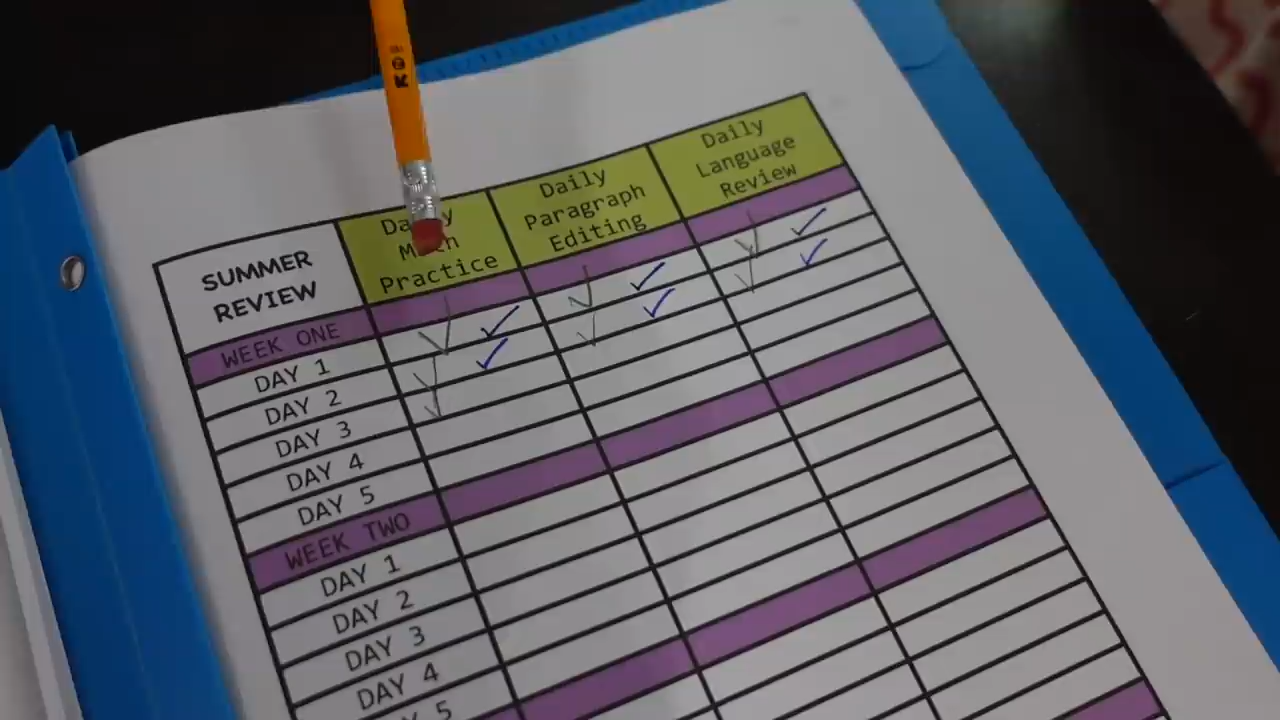 SUMMER
REVIEW
Daily
Math
Practice
Daily
Paragraph
Editing
Daily
Language
Review
WEEK ONE
DAY 1
DAY 2
DAY 3
DAY 4
DAY 5
WEEK TWO
DAY 1
DAY 2
DAY 3
DAY 4
5